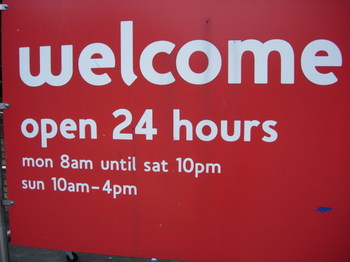 welcome
open 24 hours
mon 8am until sat 10pm
sun 10am-4pm